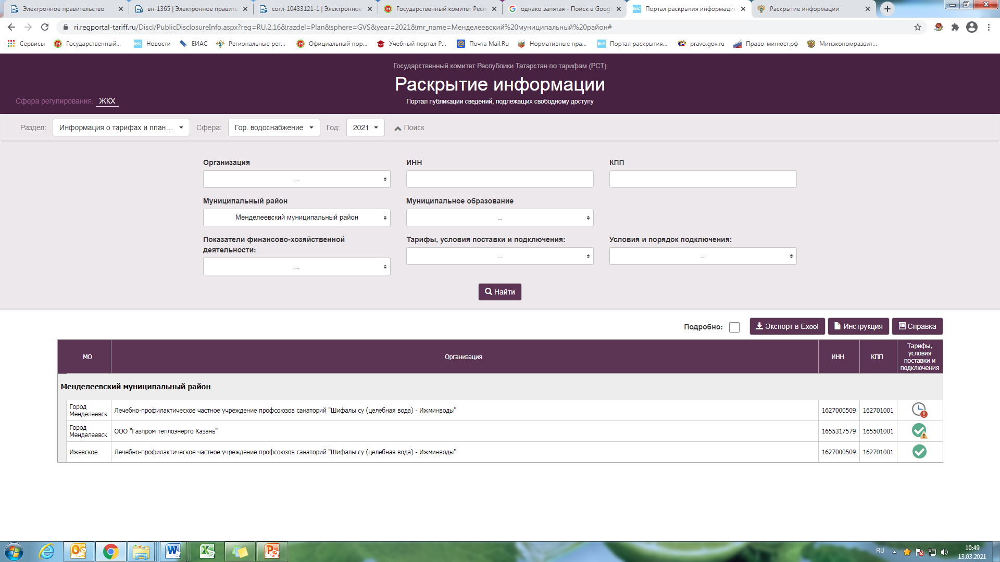 Электронное правительство
вн-1365 | Электронное правите
согл-10433121-1 | Электронное
Государственный комитет Респ
однако запятая - Поиск в Goog
Портал раскрытия информаци
Раскрытие информации
ri.regportal-tariff.ru/Discl/PublicDisclosureInfo.aspx?reg=RU.2.16&razdel=Plan&sphere=GVS&year=2021&mr_name=Менделеевский%20муниципальный%20район#
Сервисы
Государственный...
Новости
ЕИАС
Региональные рег...
Официальный пор...
Учебный портал Р...
Почта Mail.Ru
Нормативные пра...
Портал раскрытия...
pravo.gov.ru
Право-минюст.рф
Минэкономразвит...
Государственный комитет Республики Татарстан по тарифам (РСТ)
Раскрытие информации
Портал публикации сведений, подлежащих свободному доступу
Сфера регулирования: ЖКХ
Раздел: Информация о тарифах и план... Сфера: Гор. водоснабжение Год: 2021 Поиск
Организация ИНН КПП
...
Муниципальный район Муниципальное образование
Менделеевский муниципальный район ...
Показатели финансово-хозяйственной деятельности: Тарифы, условия поставки и подключения: Условия и порядок подключения:
... ... ...
Найти
Подробно: Экспорт в Excel Инструкция Справка
МО Организация ИНН КПП Тарифы, условия поставки и подключения
Менделеевский муниципальный район
Город Менделеевск Лечебно-профилактическое частное учреждение профсоюзов санаторий "Шифалы су (целебная вода) - Ижминводы" 1627000509 162701001
Город Менделеевск ООО "Газпром теплоэнерго Казань" 1655317579 165501001
Ижевское Лечебно-профилактическое частное учреждение профсоюзов санаторий "Шифалы су (целебная вода) - Ижминводы" 1627000509 162701001
RU
10:49
13.03.2021